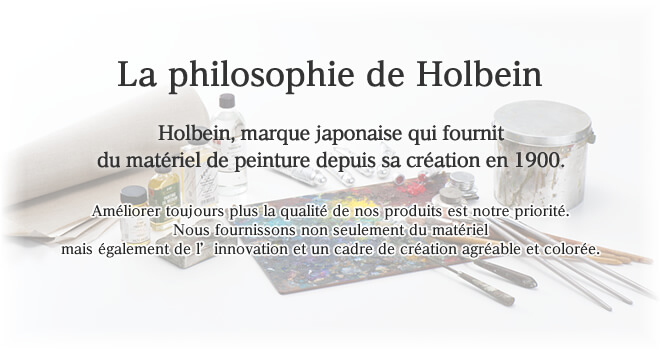 La philosophie de Holbein
Holbein, marque japonaise qui fournit
du matériel de peinture depuis sa création en 1900.
Améliorer toujours plus la qualité de nos produits est notre priorité.
Nous fournissons non seulement du matériel
mais également de l’ innovation et un cadre de création agréable et colorée.